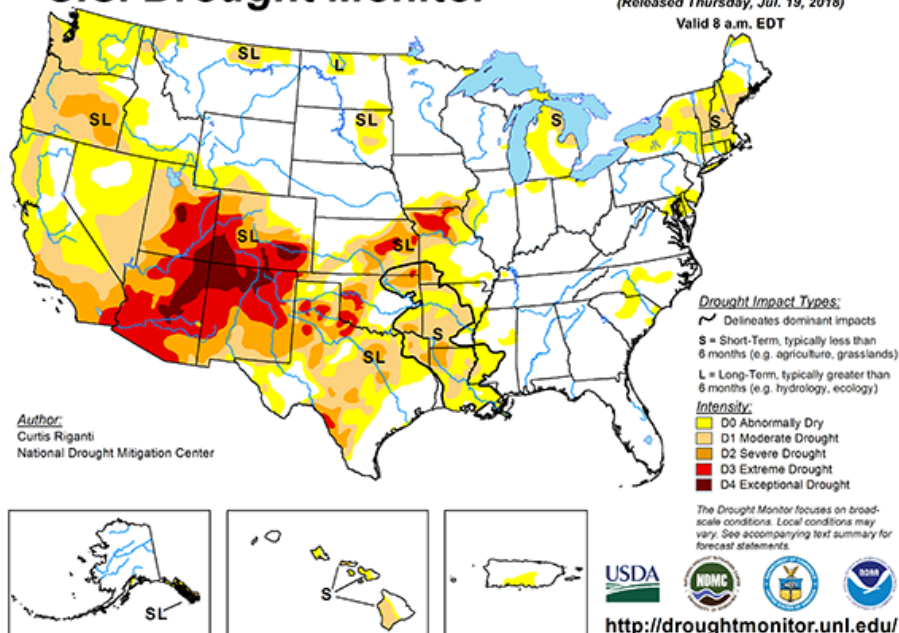 U.S. Drought Monitor
(Released Thursday, Jul. 19, 2018)
Valid 8 a.m. EDT
SL
L
SL
SL
S
S
SL
SL
S
SL
Drought Impact Types:
Delineates dominant impacts
S = Short-Term, typically less than
6 months (e.g. agriculture, grasslands)
L = Long-Term, typically greater than
6 months (e.g. hydrology, ecology)
Intensity:
D0 Abnormally Dry
D1 Moderate Drought
D2 Severe Drought
D3 Extreme Drought
D4 Exceptional Drought
Author:
Curtis Riganti
National Drought Mitigation Center
The Drought Monitor focuses on broad-
scale conditions. Local conditions may
vary. See accompanying text summary for
forecast statements.
SL
S
USDA
NDMC
NOAA
http://droughtmonitor.unl.edu/